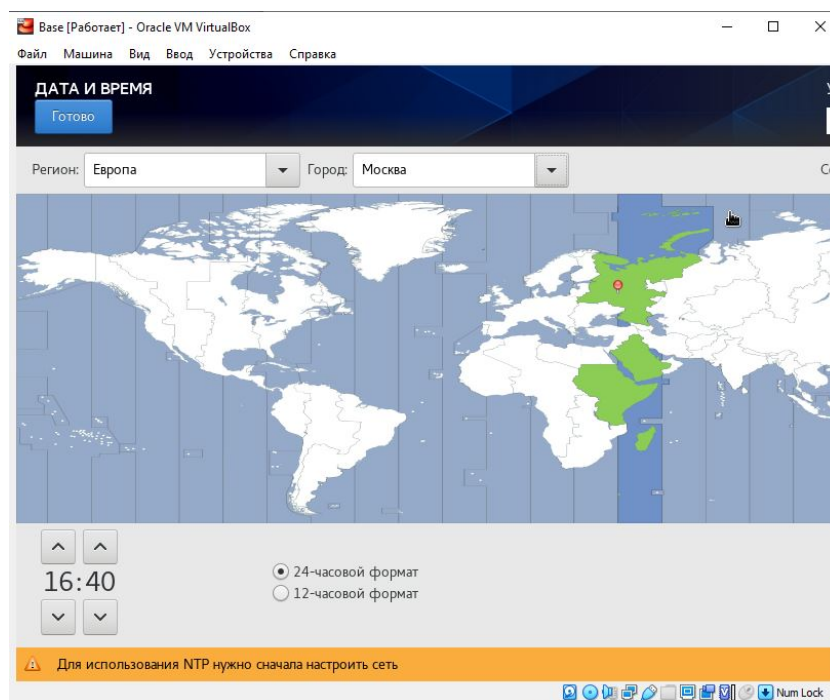 Base [Работает] - Oracle VM VirtualBox
Файл Машина Вид Ввод Устройства Справка
ДАТА И ВРЕМЯ
Готово
Регион: Европа Город: Москва
16:40
24-часовой формат
12-часовой формат
Для использования NTP нужно сначала настроить сеть
Num Lock